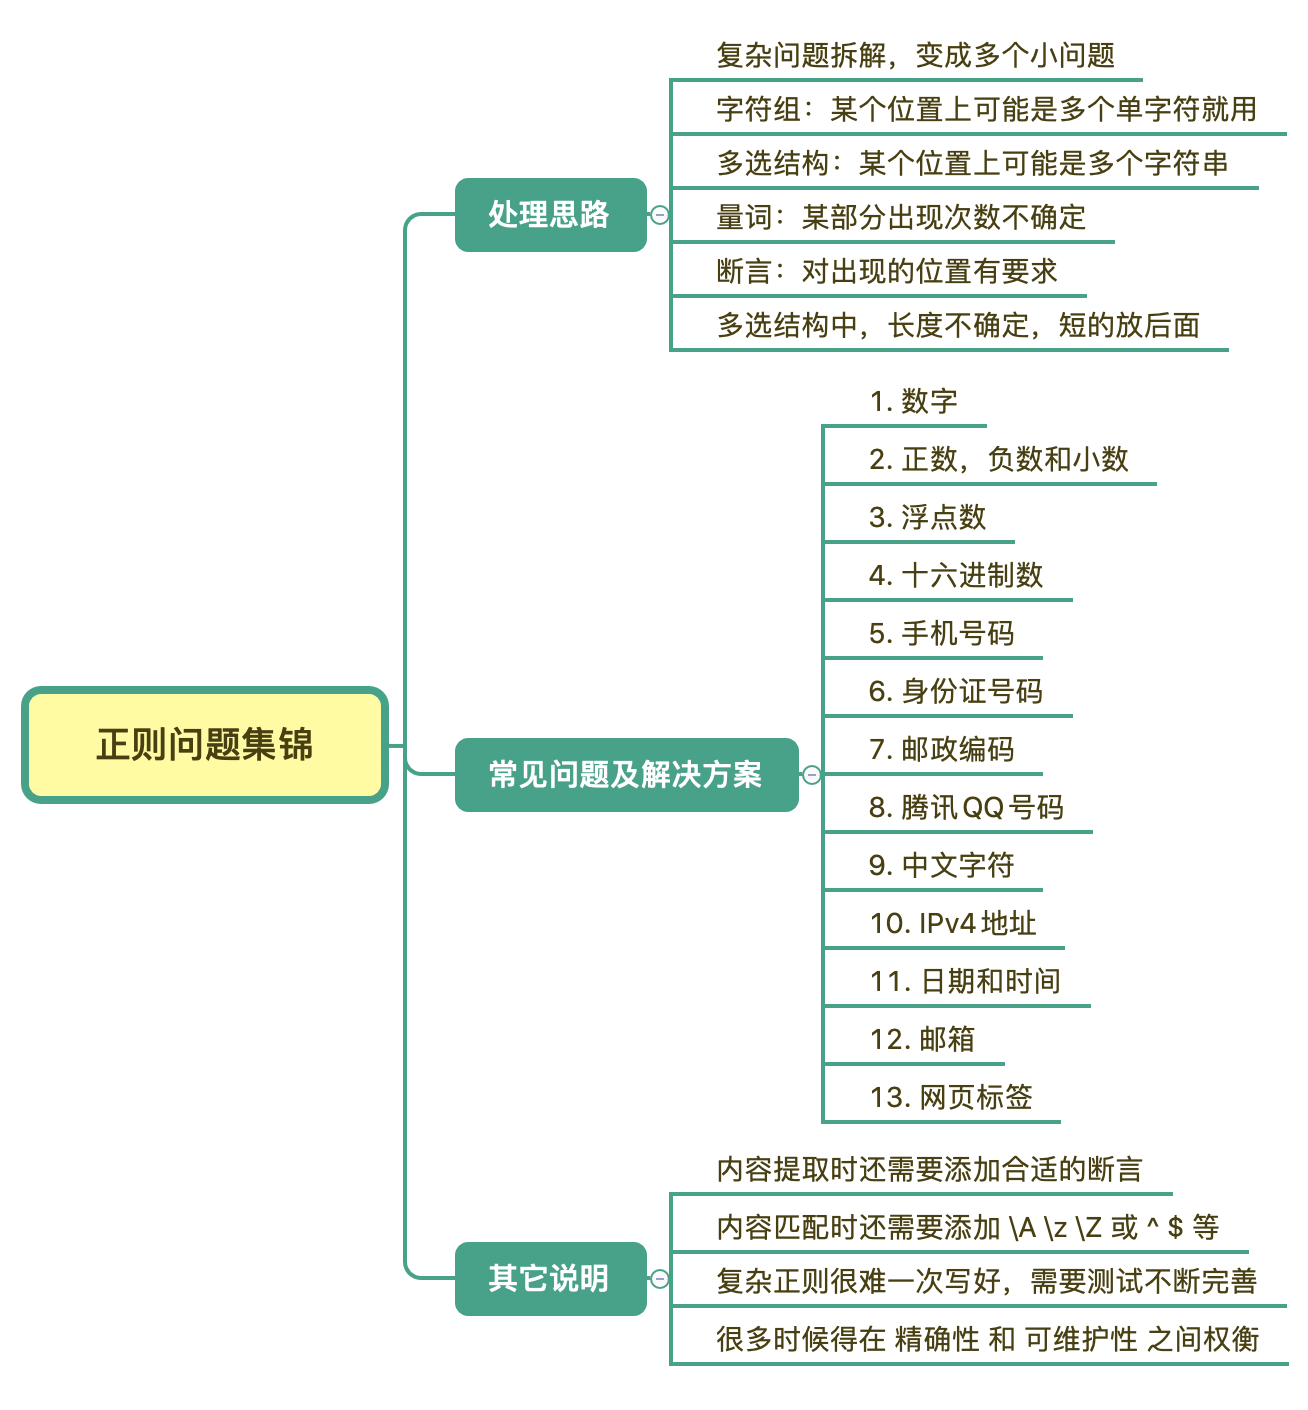 正则问题集锦
处理思路
复杂问题拆解，变成多个小问题
字符组：某个位置上可能是多个单字符就用
多选结构：某个位置上可能是多个字符串
量词：某部分出现次数不确定
断言：对出现的位置有要求
多选结构中，长度不确定，短的放后面
常见问题及解决方案
1. 数字
2. 正数，负数和小数
3. 浮点数
4. 十六进制数
5. 手机号码
6. 身份证号码
7. 邮政编码
8. 腾讯 QQ 号码
9. 中文字符
10. IPv4 地址
11. 日期和时间
12. 邮箱
13. 网页标签
其它说明
内容提取时还需要添加合适的断言
内容匹配时还需要添加 \A \z \Z 或 ^ $ 等
复杂正则很难一次写好，需要测试不断完善
很多时候得在 精确性 和 可维护性 之间权衡